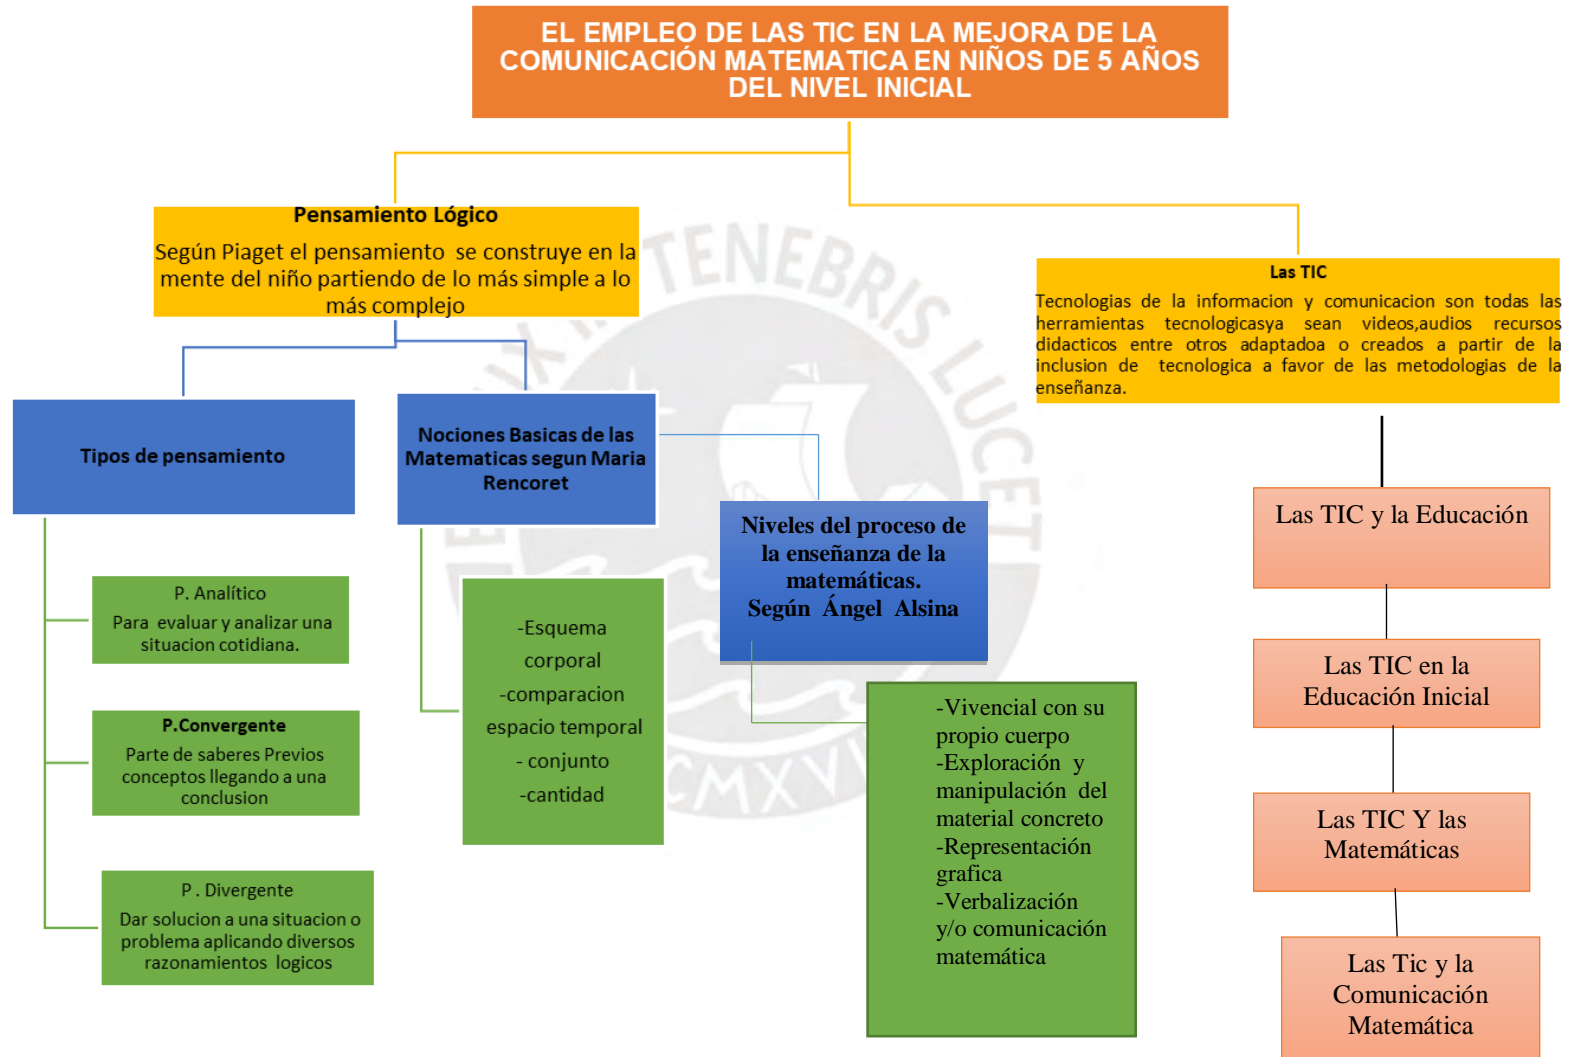 EL EMPLEO DE LAS TIC EN LA MEJORA DE LA
COMUNICACIÓN MATEMATICA EN NIÑOS DE 5 AÑOS
DEL NIVEL INICIAL
Pensamiento Lógico
Según Piaget el pensamiento se construye en la
mente del niño partiendo de lo más simple a lo
más complejo
Las TIC
Tecnologias de la informacion y comunicacion son todas las
herramientas tecnologicasya sean videos,audios recursos
didacticos entre otros adaptadoa o creados a partir de la
inclusion de tecnologica a favor de las metodologias de la
enseñanza.
Tipos de pensamiento
Nociones Basicas de las
Matematicas segun Maria
Rencoret
Niveles del proceso de
la enseñanza de la
matemáticas.
Según Ángel Alsina
P. Analítico
Para evaluar y analizar una
situacion cotidiana.
P.Convergente
Parte de saberes Previos
conceptos llegando a una
conclusion
P . Divergente
Dar solucion a una situacion o
problema aplicando diversos
razonamientos logicos
-Esquema
corporal
-comparacion
espacio temporal
- conjunto
-cantidad
-Vivencial con su
propio cuerpo
-Exploración y
manipulación del
material concreto
-Representación
grafica
-Verbalización
y/o comunicación
matemática
Las TIC y la Educación
Las TIC en la
Educación Inicial
Las TIC Y las
Matemáticas
Las Tic y la
Comunicación
Matemática
TENEBRIS LUCET